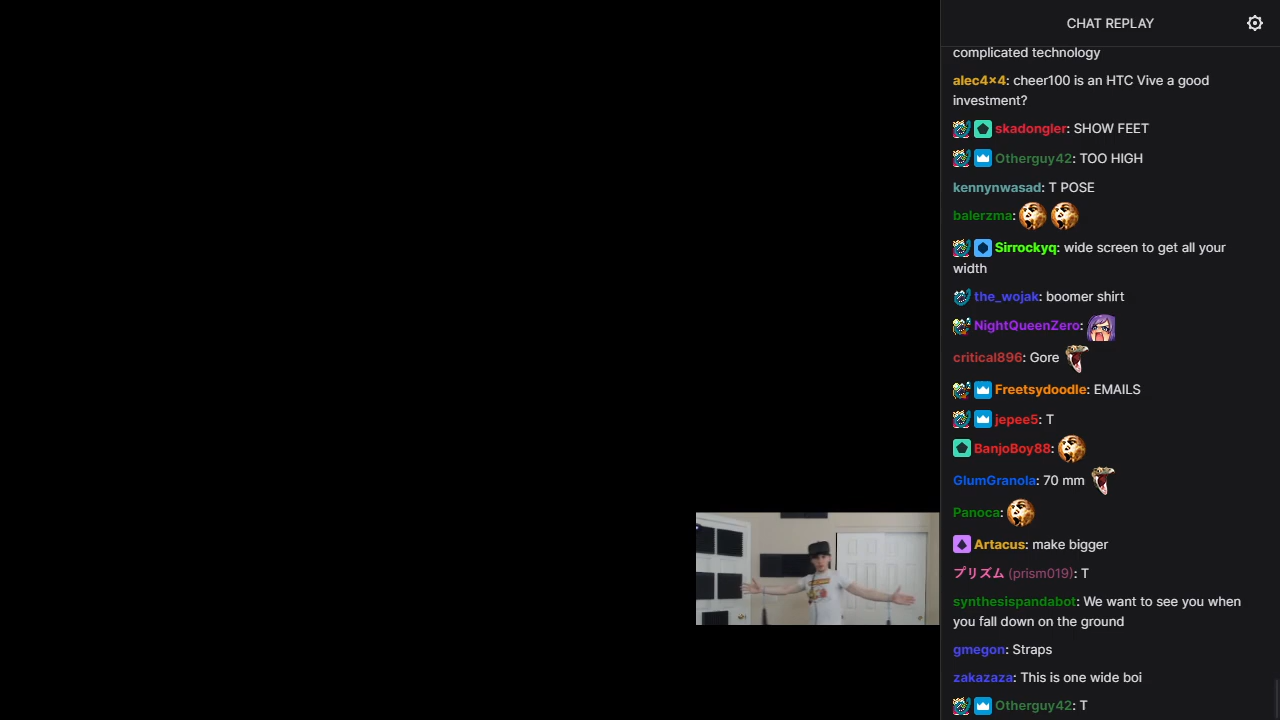 CHAT REPLAY
complicated technology
alec4x4: cheer100 is an HTC Vive a good
investment?
skadongler: SHOW FEET
Otherguy42: TOO HIGH
kennynwasad: T POSE
balerzma:
Sirrockyq: wide screen to get all your
width
the_wojak: boomer shirt
NightQueenZero:
critical896: Gore
Freetsydoodle: EMAILS
jepee5: T
BanjoBoy88:
GlumGranola: 70 mm
Panoca:
Artacus: make bigger
プリズム (prism019): T
synthesispandabot: We want to see you when
you fall down on the ground
gmegon: Straps
zakazaza: This is one wide boi
Otherguy42: T